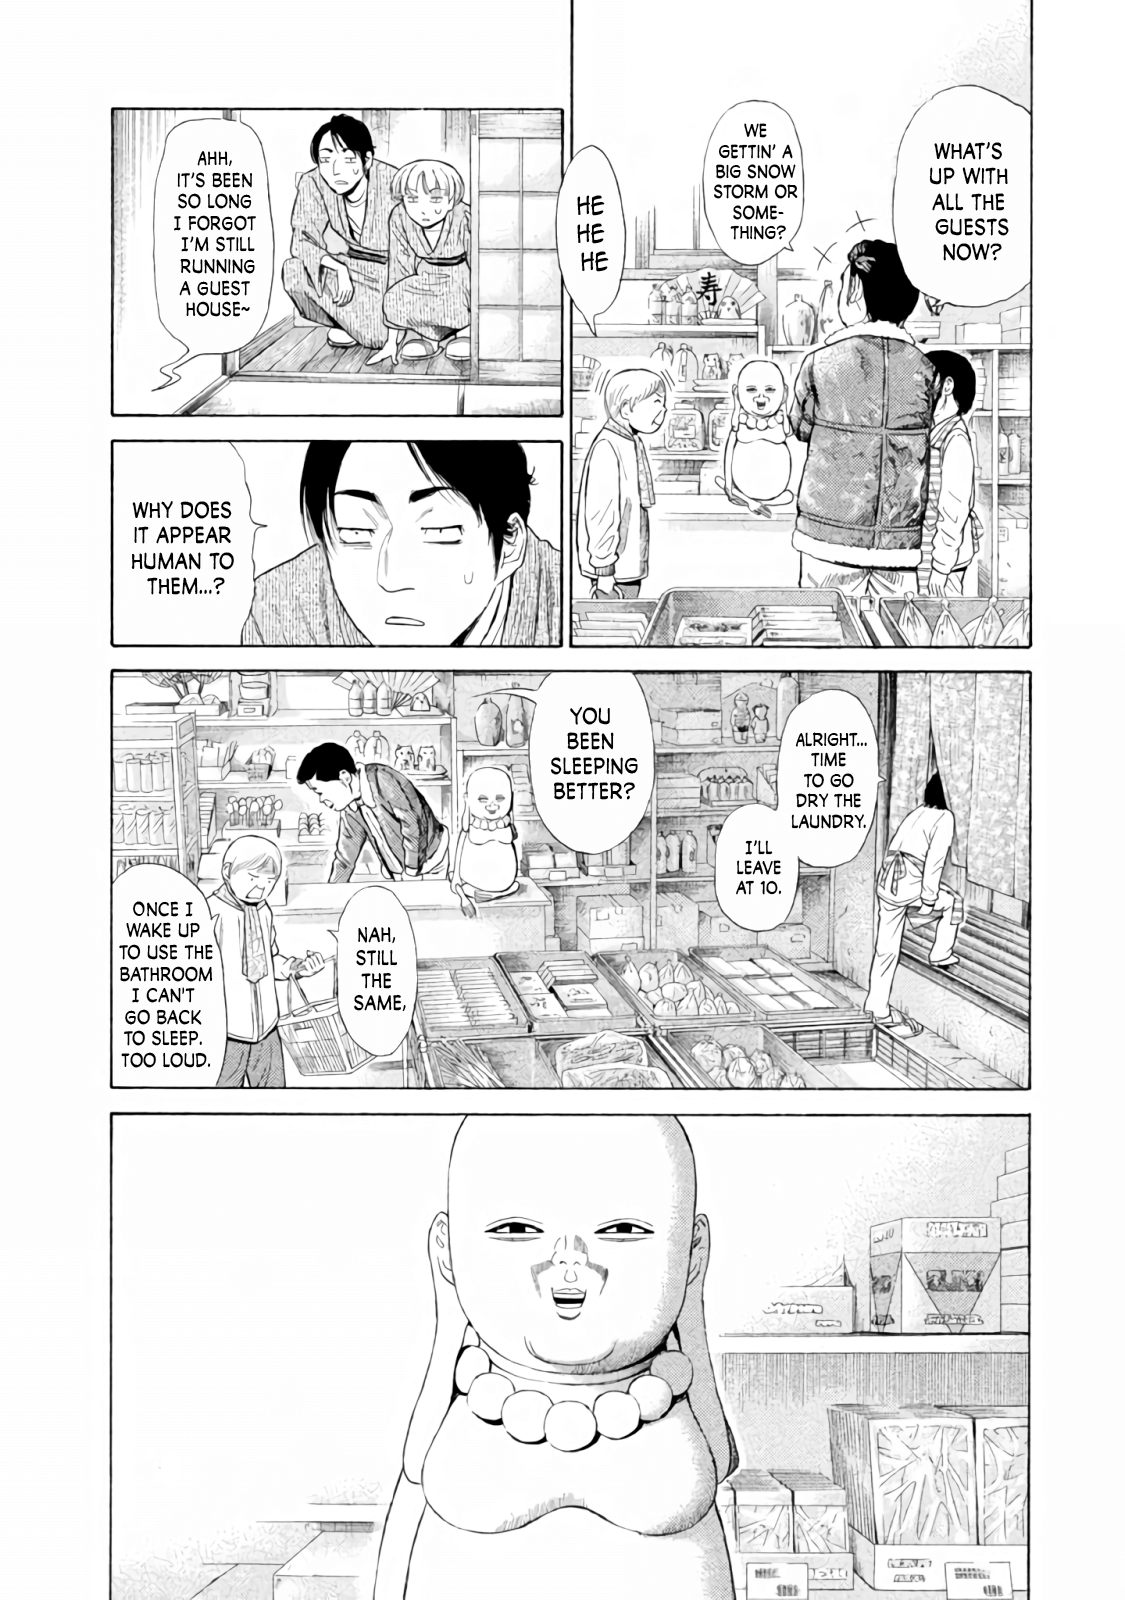 WHAT'S
UP WITH
ALL THE
GUESTS
NOW?
WE
GETTIN' A
BIG SNOW
STORM OR
SOME-
THING?
HE
HE
HE
寿
AHH,
IT'S BEEN
SO LONG
I FORGOT
I'M STILL
RUNNING
A GUEST
HOUSE~
WHY DOES
IT APPEAR
HUMAN TO
THEM...?
ALRIGHT...
TIME
TO GO
DRY THE
LAUNDRY.
I'LL
LEAVE
AT 10.
YOU
BEEN
SLEEPING
BETTER?
NAH,
STILL
THE
SAME,
ONCE I
WAKE UP
TO USE THE
BATHROOM
I CAN'T
GO BACK
TO SLEEP.
TOO LOUD.